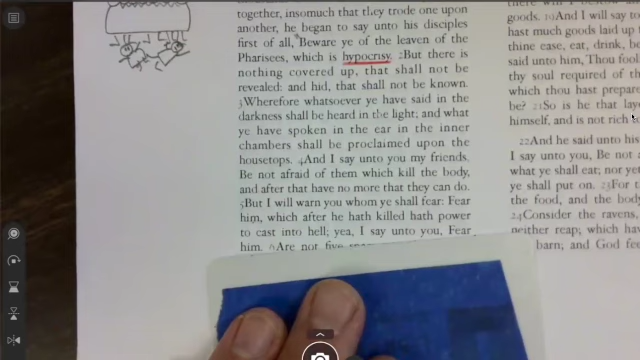 together, insomuch that they trode one upon
another, he began to say unto his disciples
first of all, Beware ye of the leaven of the
Pharisees, which is hypocrisy. 2But there is
nothing covered up, that shall not be
revealed: and hid, that shall not be known.
3Wherefore whatsoever ye have said in the
darkness shall be heard in the light; and what
ye have spoken in the ear in the inner
chambers shall be proclaimed upon the
housetops. 4And I say unto you my friends,
Be not afraid of them which kill the body,
and after that have no more that they can do.
5But I will warn you whom ye shall fear: Fear
him, which after he hath killed hath power
to cast into hell; yea, I say unto you, Fear
him. 6Are not five
goods. 19And I will say to
hast much goods laid up
thine ease, eat, drink, be
said unto him, Thou fool
thy soul required of
which thou hast prepare
be? 21So is he that lay
himself, and is not rich
22And he said unto his
I say unto you, Be not
what ye shall eat; nor yet
ye shall put on. 23For
the food, and the body
24Consider the ravens,
neither reap; which hav
barn; and God fee